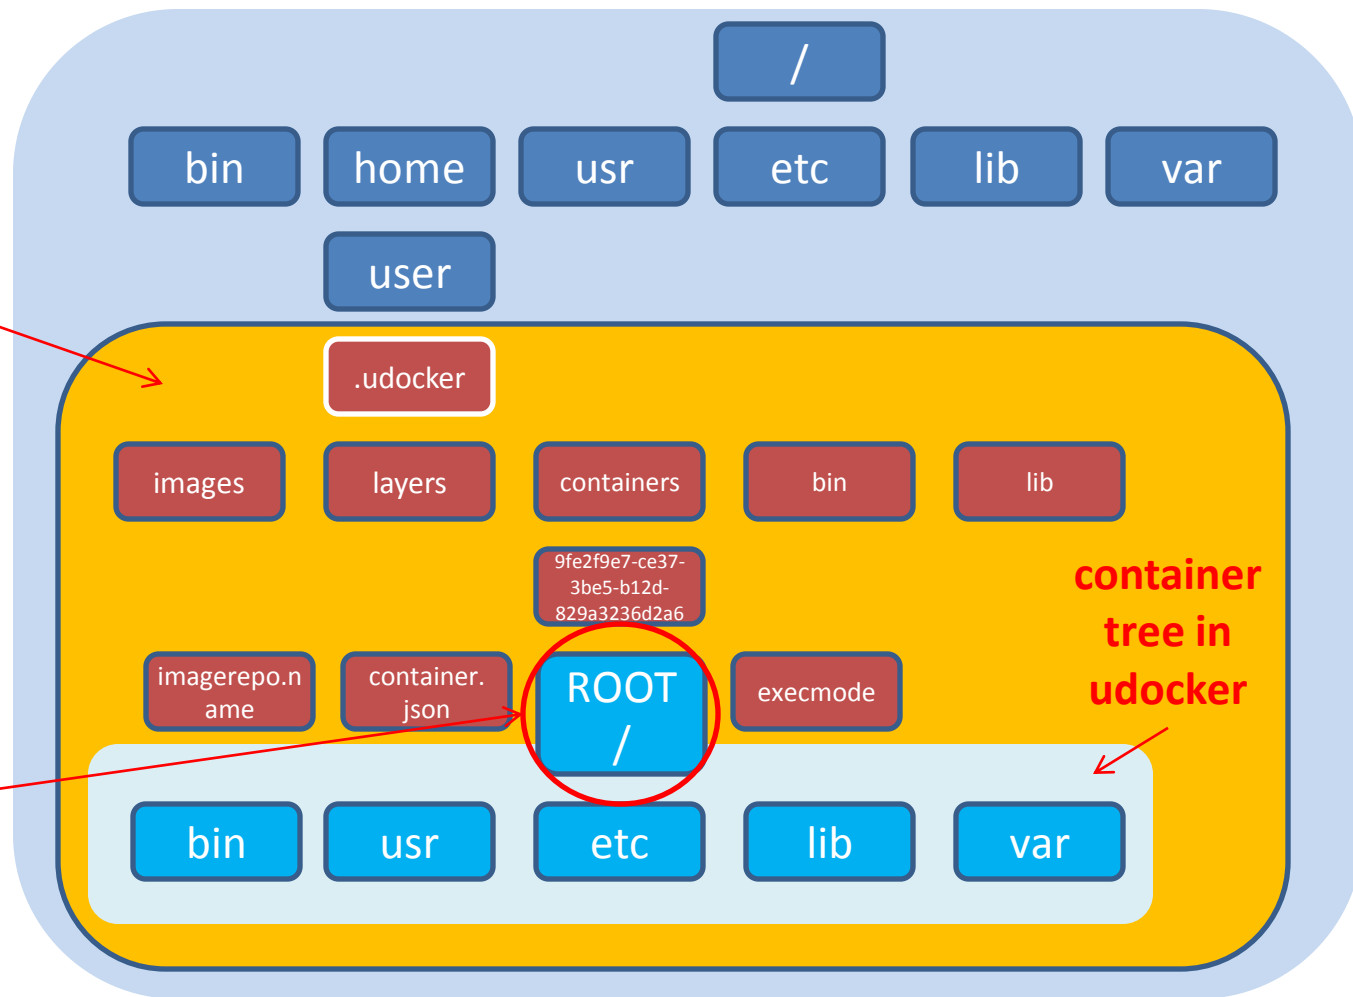 /
bin
home
usr
etc
lib
var
user
.udocker
images
layers
containers
bin
lib
9fe2f9e7-ce37-
3be5-b12d-
829a3236d2a6
container
tree in
udocker
imagerepo.n
ame
container.
json
ROOT
/
execmode
bin
usr
etc
lib
var